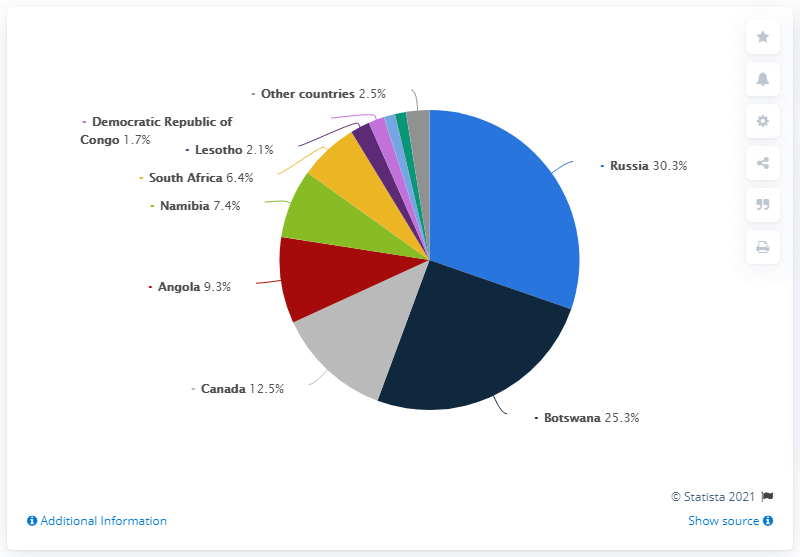 - Other countries 2.5%
- Democratic Republic of
Congo 1.7%
- Lesotho 2.1%
- South Africa 6.4%
- Namibia 7.4%
- Angola 9.3%
- Canada 12.5%
- Russia 30.3%
- Botswana 25.3%
© Statista 2021
Additional Information
Show source